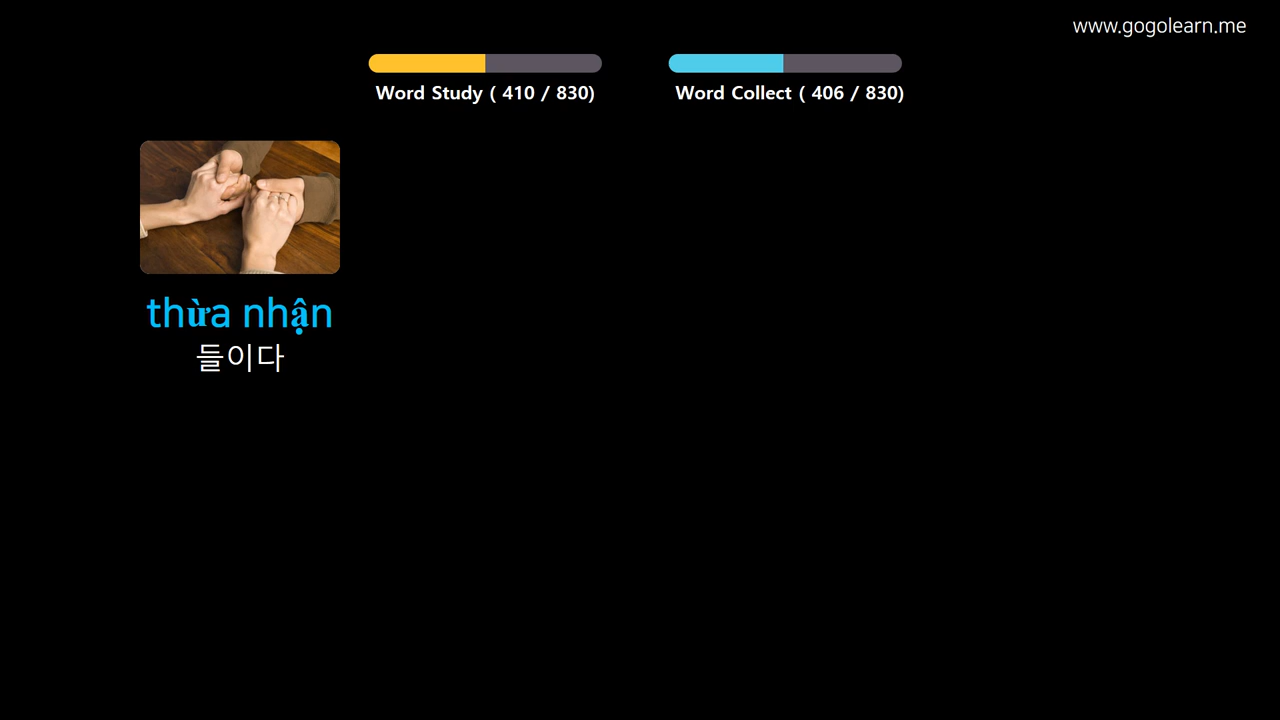 www.gogolearn.me
Word Study ( 410 / 830)
Word Collect ( 406 / 830)
thừa nhận
들이다